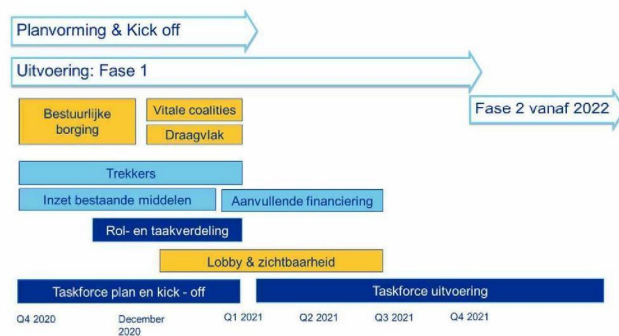 Planvorming & Kick off
Uitvoering: Fase 1
Fase 2 vanaf 2022
Bestuurlijke
borging
Vitale coalities
Draagvlak
Trekkers
Inzet bestaande middelen
Aanvullende financiering
Rol- en taakverdeling
Lobby & zichtbaarheid
Taskforce plan en kick - off
Taskforce uitvoering
Q4 2020
December
2020
Q1 2021
Q2 2021
Q3 2021
Q4 2021